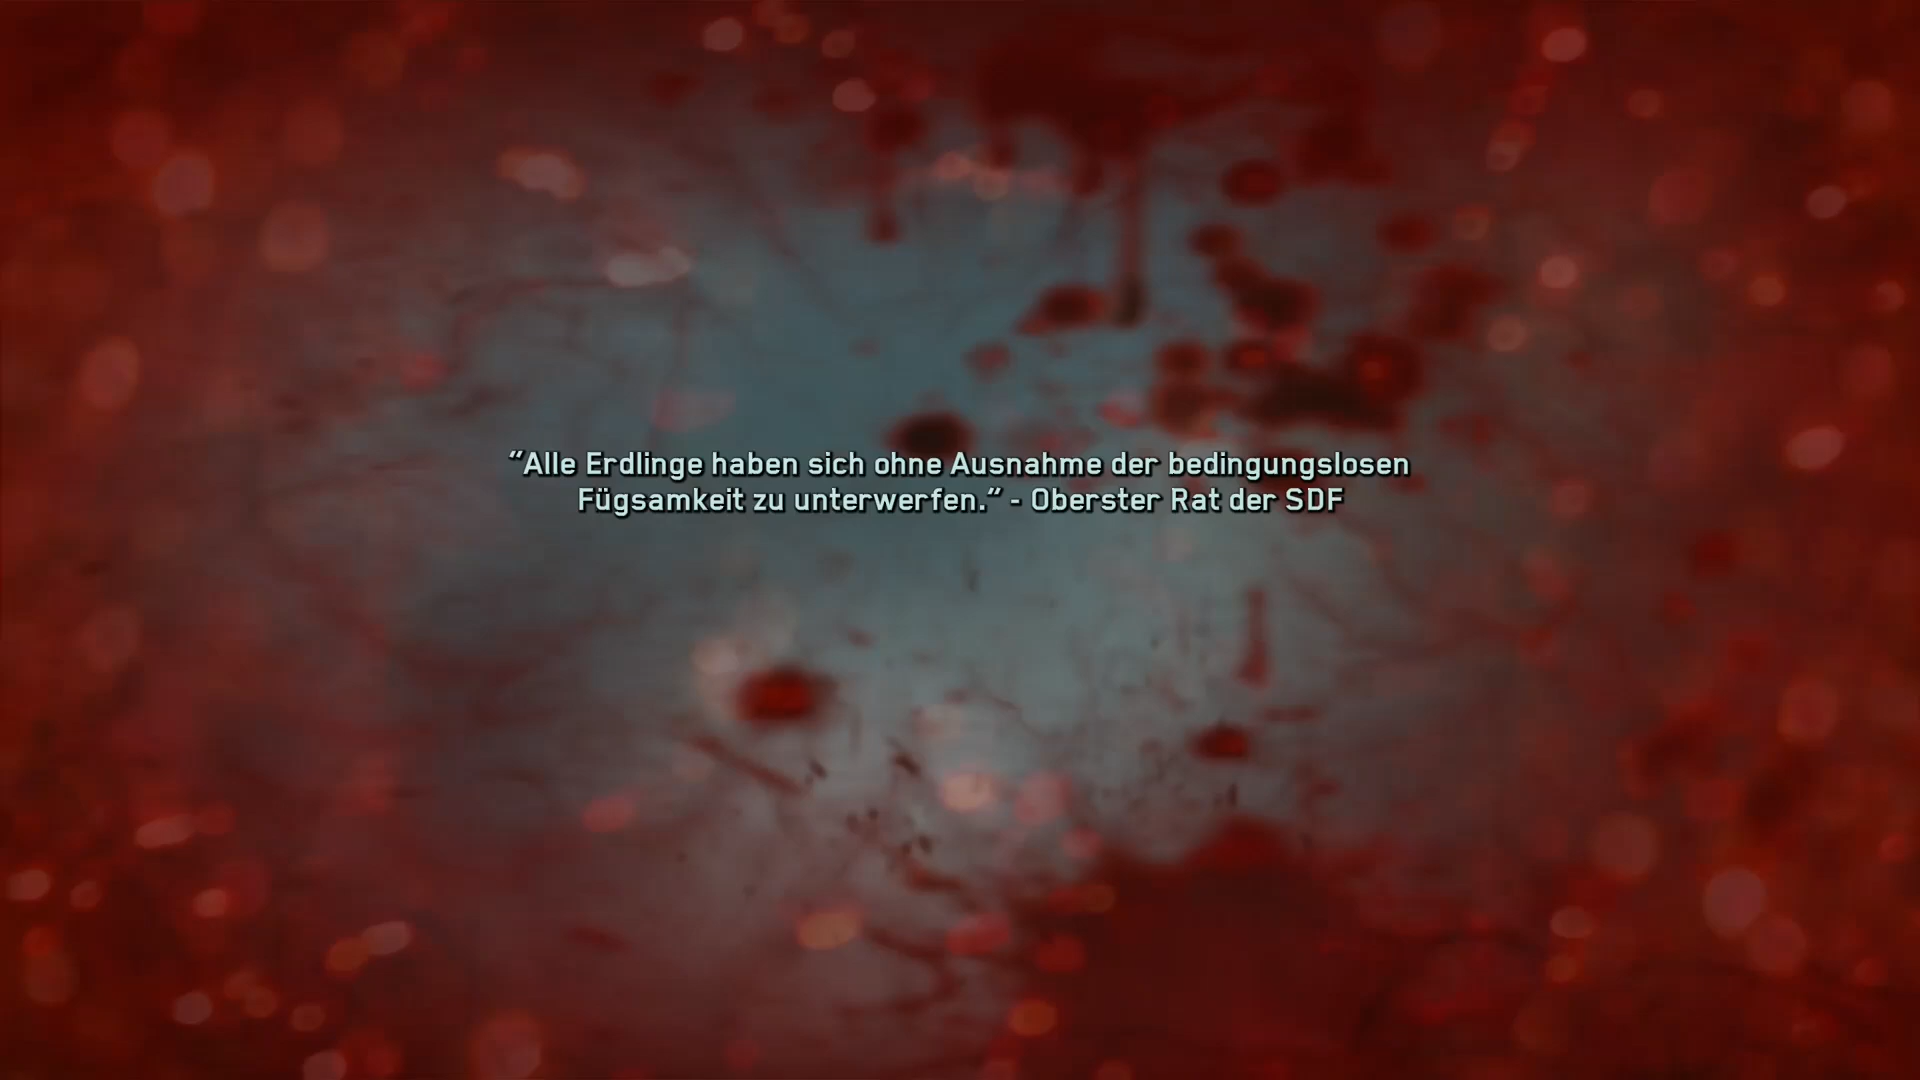 “Alle Erdlinge haben sich ohne Ausnahme der bedingungslosen
Fügsamkeit zu unterwerfen.“ - Oberster Rat der SDF